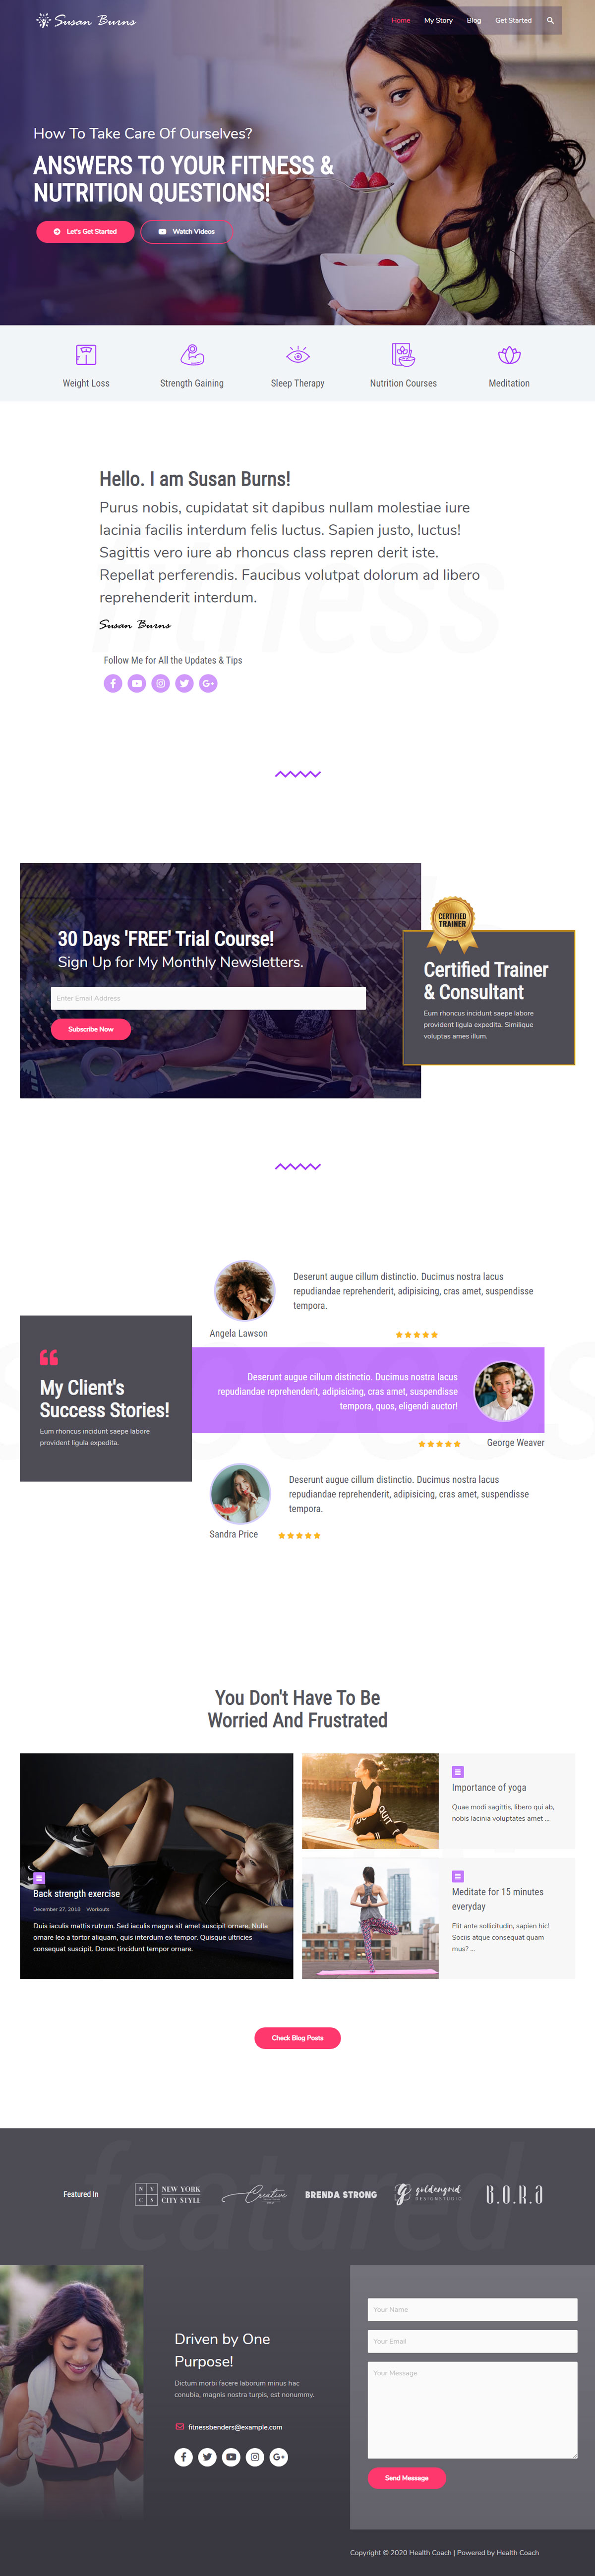 Susan Burns
Home My Story Blog Get Started
How To Take Care Of Ourselves?
ANSWERS TO YOUR FITNESS &
NUTRITION QUESTIONS!
Let's Get Started Watch Videos
Weight Loss Strength Gaining Sleep Therapy Nutrition Courses Meditation
Hello. I am Susan Burns!
Purus nobis, cupidatat sit dapibus nullam molestiae iure
lacinia facilis interdum felis luctus. Sapien justo, luctus!
Sagittis vero iure ab rhoncus class repren derit iste.
Repellat perferendis. Faucibus volutpat dolorum ad libero
reprehenderit interdum.
fitness
Susan Burns
Follow Me for All the Updates & Tips
30 Days 'FREE' Trial Course!
Sign Up for My Monthly Newsletters.
Enter Email Address
Subscribe Now
CERTIFIED
TRAINER
Certified Trainer
& Consultant
Eum rhoncus incidunt saepe labore
provident ligula expedita. Similique
voluptas ames illum.
Deserunt augue cillum distinctio. Ducimus nostra lacus
repudiandae reprehenderit, adipisicing, cras amet, suspendisse
tempora.
Angela Lawson
My Client's
Success Stories!
Eum rhoncus incidunt saepe labore
provident ligula expedita.
Deserunt augue cillum distinctio. Ducimus nostra lacus
repudiandae reprehenderit, adipisicing, cras amet, suspendisse
tempora, quos, eligendi auctor!
George Weaver
Deserunt augue cillum distinctio. Ducimus nostra lacus
repudiandae reprehenderit, adipisicing, cras amet, suspendisse
tempora.
Sandra Price
You Don't Have To Be
Worried And Frustrated
Back strength exercise
December 27, 2018 Workouts
Duis iaculis mattis rutrum. Sed iaculis magna sit amet suscipit ornare. Nulla
ornare leo a tortor aliquam, quis interdum ex tempor. Quisque ultricies
consequat suscipit. Donec tincidunt tempor ornare.
Importance of yoga
Quae modi sagittis, libero qui ab,
nobis lacinia voluptates amet ...
Meditate for 15 minutes
everyday
Elit ante sollicitudin, sapien hic!
Sociis atque consequat quam
mus? ...
Check Blog Posts
featured
Featured In
N Y
C S
NEW YORK
CITY STYLE
Creative
BRENDA STRONG
goldengrid
DESIGNSTUDIO
B.O.R.A
Driven by One
Purpose!
Dictum morbi facere laborum minus hac
conubia, magnis nostra turpis, est nonummy.
fitnessbenders@example.com
Your Name
Your Email
Your Message
Send Message
Copyright © 2020 Health Coach | Powered by Health Coach